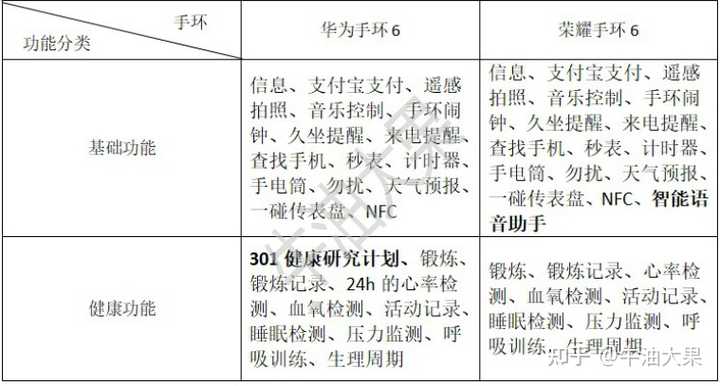 手环
功能分类
华为手环 6
荣耀手环 6
基础功能
信息、支付宝支付、遥感
拍照、音乐控制、手环闹
钟、久坐提醒、来电提醒、
查找手机、秒表、计时器、
手电筒、勿扰、天气预报、
一碰传表盘、NFC
信息、支付宝支付、遥感
拍照、音乐控制、手环闹
钟、久坐提醒、来电提醒、
查找手机、秒表、计时器、
手电筒、勿扰、天气预报、
一碰传表盘、NFC、智能语
音助手
健康功能
301 健康研究计划、锻炼、
锻炼记录、24h 的心率检
测、血氧检测、活动记录、
睡眠检测、压力监测、呼
吸训练、生理周期
锻炼、锻炼记录、心率检
测、血氧检测、活动记录、
睡眠检测、压力监测、呼
吸训练、生理周期
牛油大果
知乎 @牛油大果